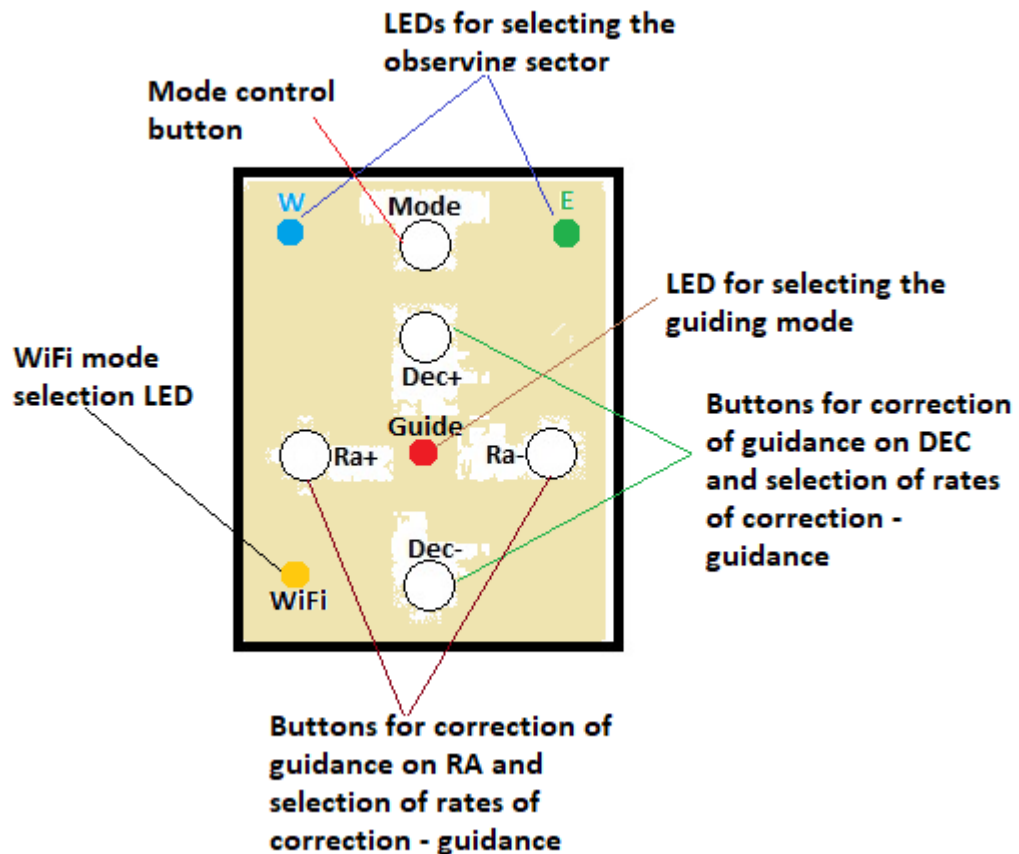 LEDs for selecting the
observing sector
Mode control
button
W
E
Mode
LED for selecting the
guiding mode
Dec+
WiFi mode
selection LED
Guide
Ra+
Ra-
Buttons for correction
of guidance on DEC
and selection of rates
of correction -
guidance
Dec-
WiFi
Buttons for correction of
guidance on RA and
selection of rates of
correction - guidance